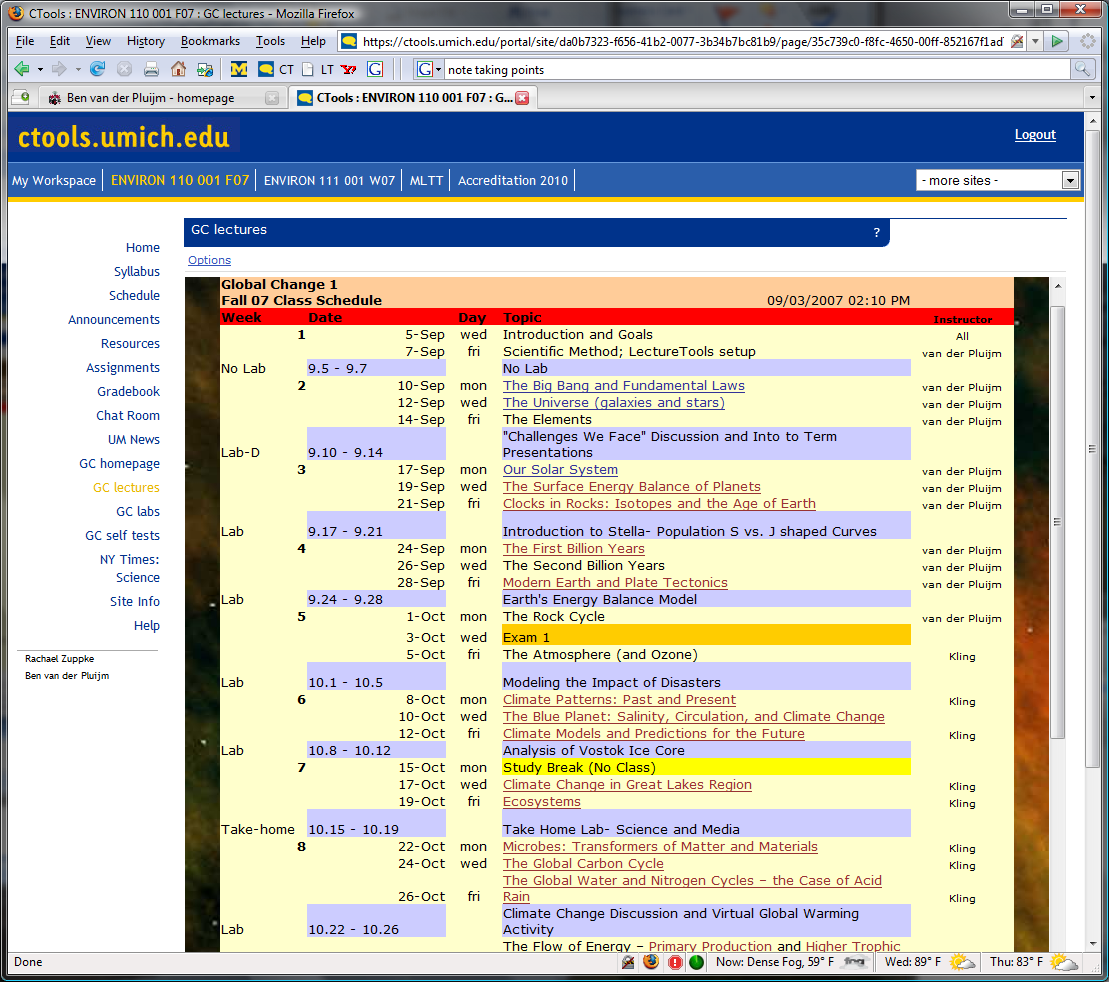 CTools : ENVIRON 110 001 F07 : GC lectures - Mozilla Firefox
File Edit View History Bookmarks Tools Help https://ctools.umich.edu/portal/site/da0b7323-f656-41b2-0077-3b34b7bc81b9/page/35c739c0-f8fc-4650-00ff-852167f1ad
CT LT G note taking points
Ben van der Pluijm - homepage CTools : ENVIRON 110 001 F07 : G...
ctools.umich.edu Logout
My Workspace ENVIRON 110 001 F07 ENVIRON 111 001 W07 MLTT Accreditation 2010 - more sites -
GC lectures ?
Options
Home
Syllabus
Schedule
Announcements
Resources
Assignments
Gradebook
Chat Room
UM News
GC homepage
GC lectures
GC labs
GC self tests
NY Times:
Science
Site Info
Help
Rachael Zuppke
Ben van der Pluijm
Global Change 1
Fall 07 Class Schedule 09/03/2007 02:10 PM
Week Date Day Topic Instructor
1 5-Sep wed Introduction and Goals All
7-Sep fri Scientific Method; LectureTools setup van der Pluijm
No Lab 9.5 - 9.7 No Lab
2 10-Sep mon The Big Bang and Fundamental Laws van der Pluijm
12-Sep wed The Universe (galaxies and stars) van der Pluijm
14-Sep fri The Elements van der Pluijm
"Challenges We Face" Discussion and Into to Term
Lab-D 9.10 - 9.14 Presentations
3 17-Sep mon Our Solar System van der Pluijm
19-Sep wed The Surface Energy Balance of Planets van der Pluijm
21-Sep fri Clocks in Rocks: Isotopes and the Age of Earth van der Pluijm
Lab 9.17 - 9.21 Introduction to Stella- Population S vs. J shaped Curves
4 24-Sep mon The First Billion Years van der Pluijm
26-Sep wed The Second Billion Years van der Pluijm
28-Sep fri Modern Earth and Plate Tectonics van der Pluijm
Lab 9.24 - 9.28 Earth's Energy Balance Model
5 1-Oct mon The Rock Cycle van der Pluijm
3-Oct wed Exam 1
5-Oct fri The Atmosphere (and Ozone) Kling
Lab 10.1 - 10.5 Modeling the Impact of Disasters
6 8-Oct mon Climate Patterns: Past and Present Kling
10-Oct wed The Blue Planet: Salinity, Circulation, and Climate Change
12-Oct fri Climate Models and Predictions for the Future Kling
Lab 10.8 - 10.12 Analysis of Vostok Ice Core
7 15-Oct mon Study Break (No Class)
17-Oct wed Climate Change in Great Lakes Region Kling
19-Oct fri Ecosystems Kling
Take-home 10.15 - 10.19 Take Home Lab- Science and Media
8 22-Oct mon Microbes: Transformers of Matter and Materials Kling
24-Oct wed The Global Carbon Cycle Kling
The Global Water and Nitrogen Cycles – the Case of Acid
26-Oct fri Rain Kling
Climate Change Discussion and Virtual Global Warming
Lab 10.22 - 10.26 Activity
The Flow of Energy – Primary Production and Higher Trophic
Done Now: Dense Fog, 59° F fog Wed: 89° F Thu: 83° F